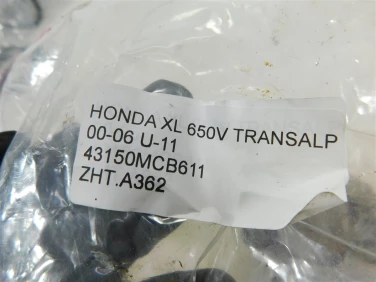 HONDA XL 650V TRANSALP
00-06 U-11
43150MCB611
ZHT.A362